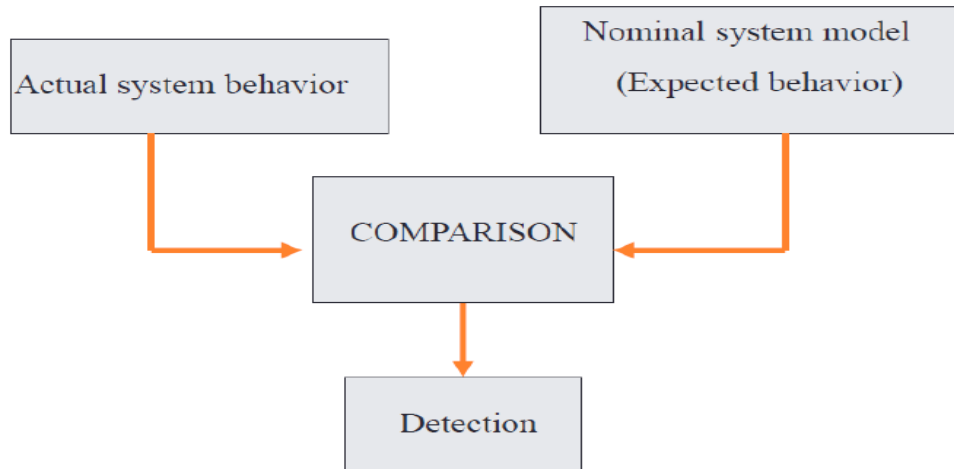 Actual system behavior
Nominal system model
(Expected behavior)
COMPARISON
Detection